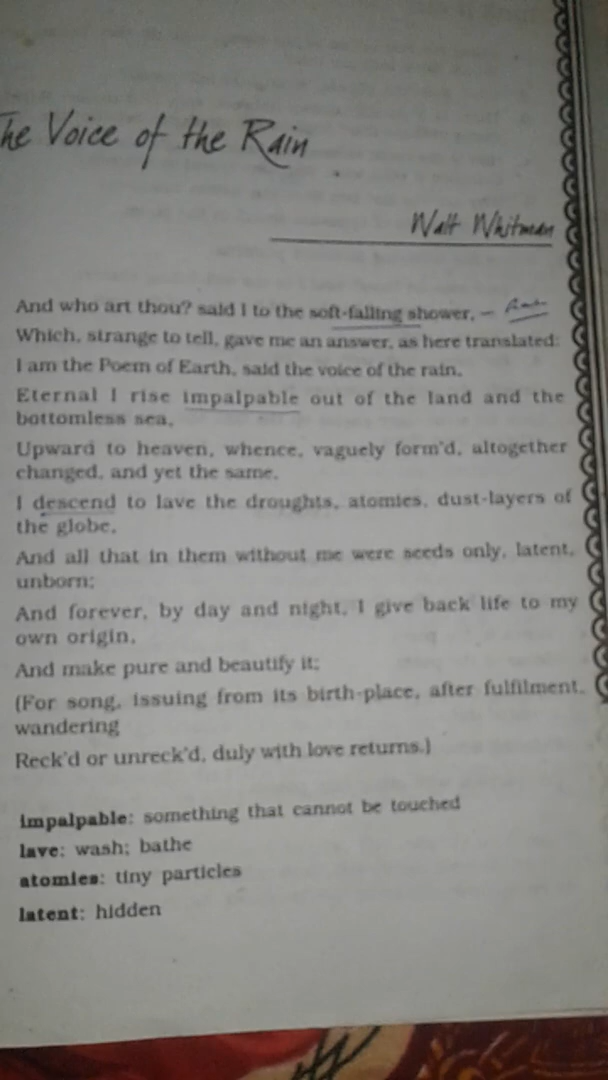 The Voice of the Rain
Walt Whitman
And who art thou? said I to the soft-falling shower, —
Which, strange to tell, gave me an answer, as here translated:
I am the Poem of Earth, said the voice of the rain,
Eternal I rise impalpable out of the land and the
bottomless sea,
Upward to heaven, whence, vaguely form'd, altogether
changed, and yet the same,
I descend to lave the droughts, atomies, dust-layers of
the globe,
And all that in them without me were seeds only, latent,
unborn;
And forever, by day and night, I give back life to my
own origin,
And make pure and beautify it;
(For song, issuing from its birth-place, after fulfilment,
wandering
Reck'd or unreck'd, duly with love returns.)
impalpable: something that cannot be touched
lave: wash; bathe
atomies: tiny particles
latent: hidden